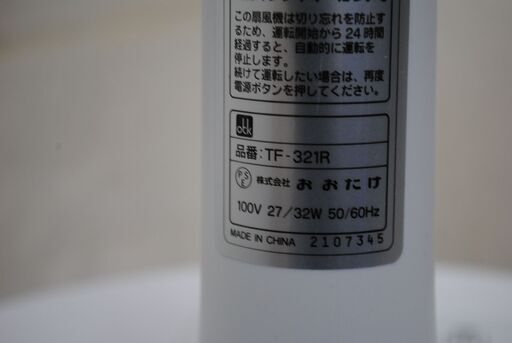 この扇風機は切り忘れを防止す
るため、運転開始から24時間
経過すると、自動的に運転を
停止します。
続けて運転したい場合は、再度
電源ボタンを押してください。
otk
品番:TF-321R
PSE 株式会社 おおたけ
100V 27/32W 50/60Hz
MADE IN CHINA 2107345